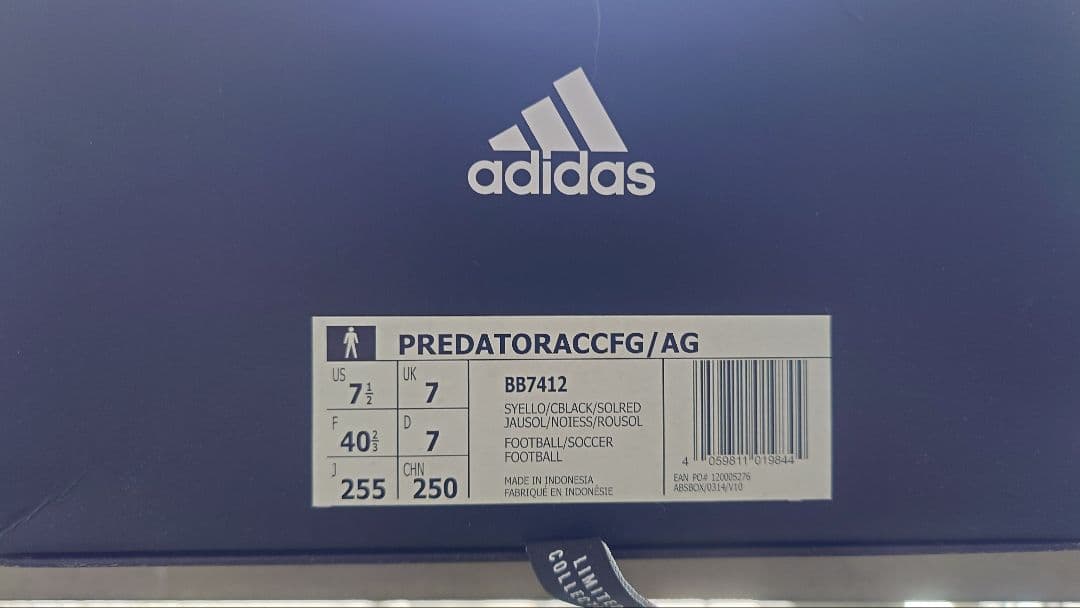 adidas
PREDATORACCFG/AG
US 7½ UK 7
F 40⅔ D 7
J 255 CHN 250
BB7412
SYELLO/CBLACK/SOLRED
JAUSOL/NOIESS/ROUSOL
FOOTBALL/SOCCER
FOOTBALL
MADE IN INDONESIA
FABRIQUÉ EN INDONÉSIE
4 059811 019844
EAN PO# 120005276
ABSBOX/0314/V10